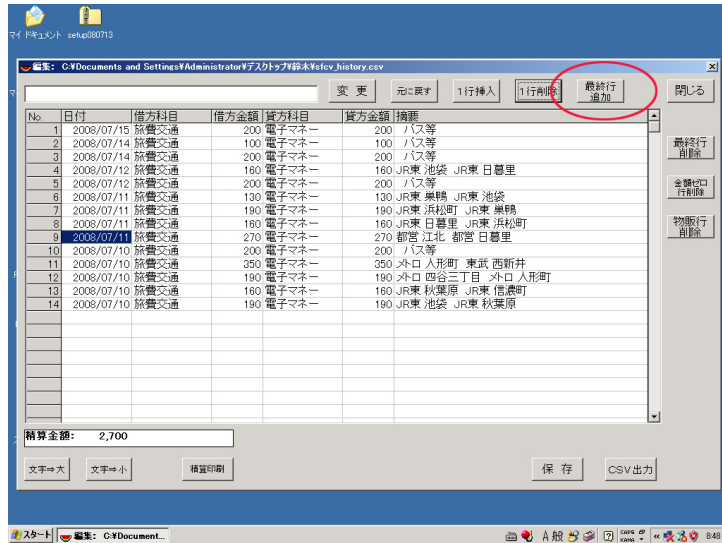 マイ ドキュメント setup080713
編集: C:¥Documents and Settings¥Administrator¥デスクトップ¥鈴木¥sfcv_history.csv
変 更 元に戻す 1行挿入 1行削除 最終行追加 閉じる
No. 日付 借方科目 借方金額 貸方科目 貸方金額 摘要
1 2008/07/15 旅費交通 200 電子マネー 200 バス等
2 2008/07/14 旅費交通 100 電子マネー 100 バス等
3 2008/07/14 旅費交通 200 電子マネー 200 バス等
4 2008/07/12 旅費交通 160 電子マネー 160 JR東 池袋 JR東 日暮里
5 2008/07/12 旅費交通 200 電子マネー 200 バス等
6 2008/07/11 旅費交通 130 電子マネー 130 JR東 巣鴨 JR東 池袋
7 2008/07/11 旅費交通 190 電子マネー 190 JR東 浜松町 JR東 巣鴨
8 2008/07/11 旅費交通 160 電子マネー 160 JR東 日暮里 JR東 浜松町
9 2008/07/11 旅費交通 270 電子マネー 270 都営 江北 都営 日暮里
10 2008/07/10 旅費交通 200 電子マネー 200 バス等
11 2008/07/10 旅費交通 350 電子マネー 350 メトロ 人形町 東武 西新井
12 2008/07/10 旅費交通 190 電子マネー 190 メトロ 四谷三丁目 メトロ 人形町
13 2008/07/10 旅費交通 160 電子マネー 160 JR東 秋葉原 JR東 信濃町
14 2008/07/10 旅費交通 190 電子マネー 190 JR東 池袋 JR東 秋葉原
最終行
削除
金額ゼロ
行削除
物販行
削除
積算金額: 2,700
文字⇒大 文字⇒小 積算印刷 保 存 CSV出力
スタート 編集: C:¥Document... A 般 CAPS KANA 8:48